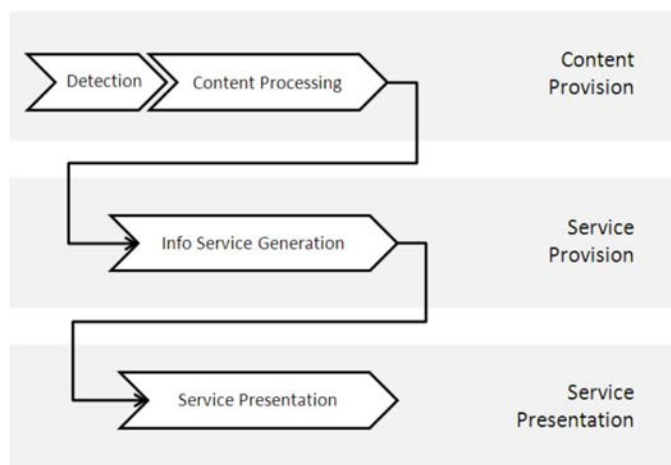 Detection
Content Processing
Content
Provision
Info Service Generation
Service
Provision
Service Presentation
Service
Presentation